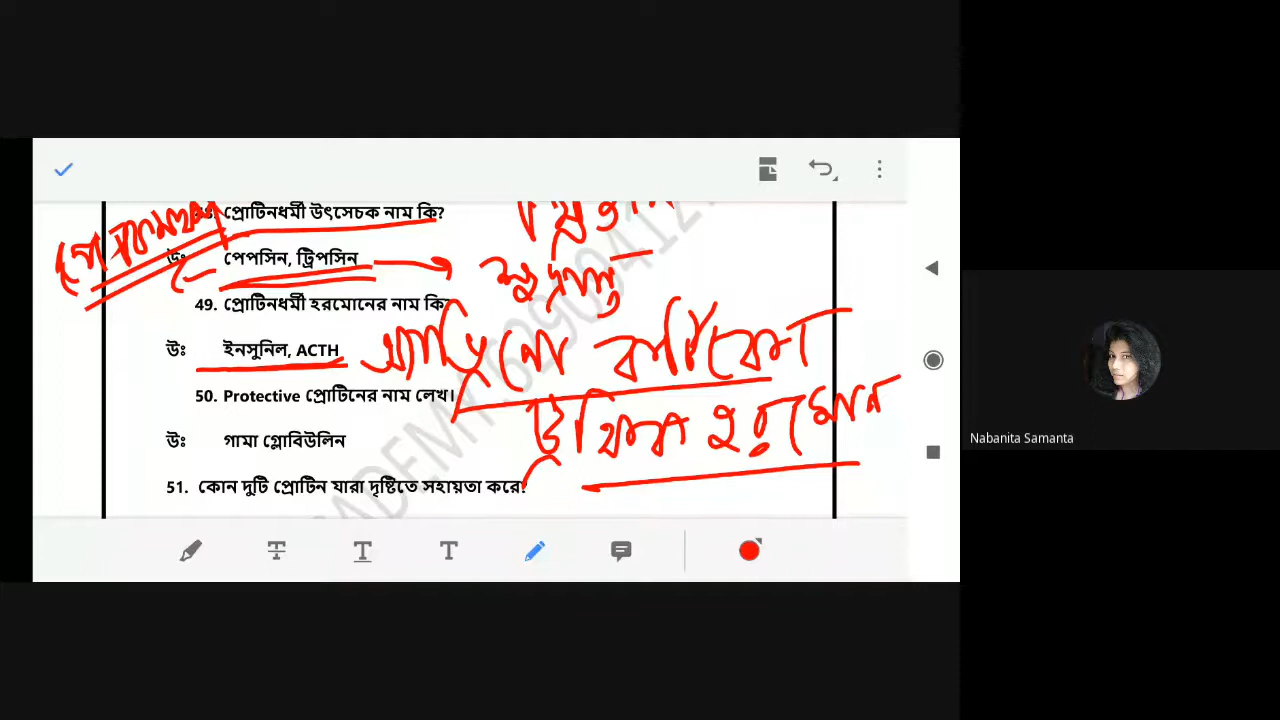 48. প্রোটিনধর্মী উৎসেচক নাম কি?
উঃ পেপসিন, ট্রিপসিন
49. প্রোটিনধর্মী হরমোনের নাম কি?
উঃ ইনসুনিল, ACTH
অ্যাড্রিনো কর্টিকো
50. Protective প্রোটিনের নাম লেখ।
ট্রফিক হরমোন
উঃ গামা গ্লোবিউলিন
51. কোন দুটি প্রোটিন যারা দৃষ্টিতে সহায়তা করে?
Nabanita Samanta